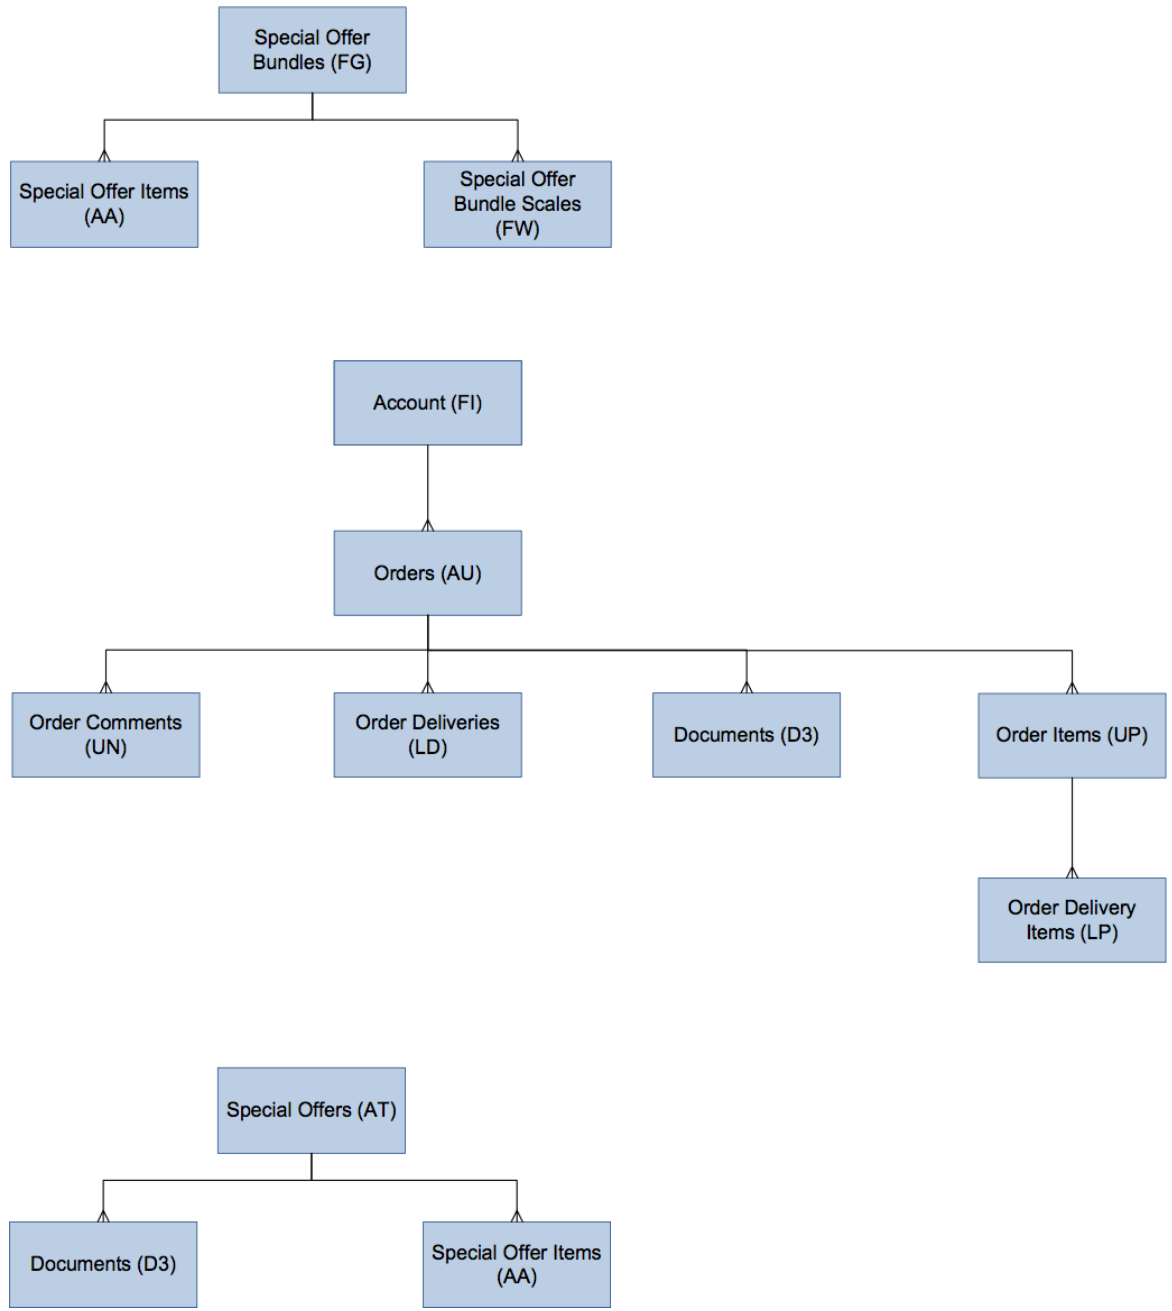 Special Offer
Bundles (FG)
Special Offer Items
(AA)
Special Offer
Bundle Scales
(FW)
Account (FI)
Orders (AU)
Order Comments
(UN)
Order Deliveries
(LD)
Documents (D3)
Order Items (UP)
Order Delivery
Items (LP)
Special Offers (AT)
Documents (D3)
Special Offer Items
(AA)